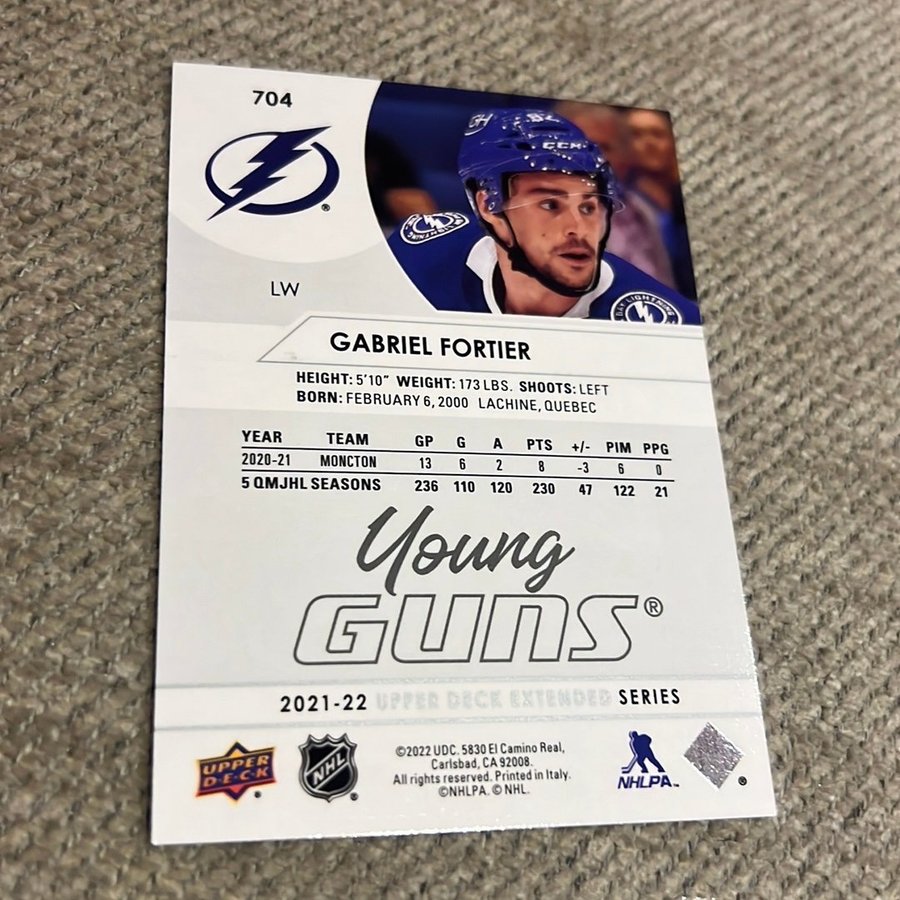 704
LW
GABRIEL FORTIER
HEIGHT: 5'10" WEIGHT: 173 LBS. SHOOTS: LEFT
BORN: FEBRUARY 6, 2000 LACHINE, QUEBEC
YEAR TEAM GP G A PTS +/- PIM PPG
2020-21 MONCTON 13 6 2 8 -3 6 0
5 QMJHL SEASONS 236 110 120 230 47 122 21
Young
GUNS®
2021-22 UPPER DECK EXTENDED SERIES
UPPER
DECK
NHL
©2022 UDC. 5830 El Camino Real,
Carlsbad, CA 92008.
All rights reserved. Printed in Italy.
©NHLPA. © NHL.
NHLPA™
CCM